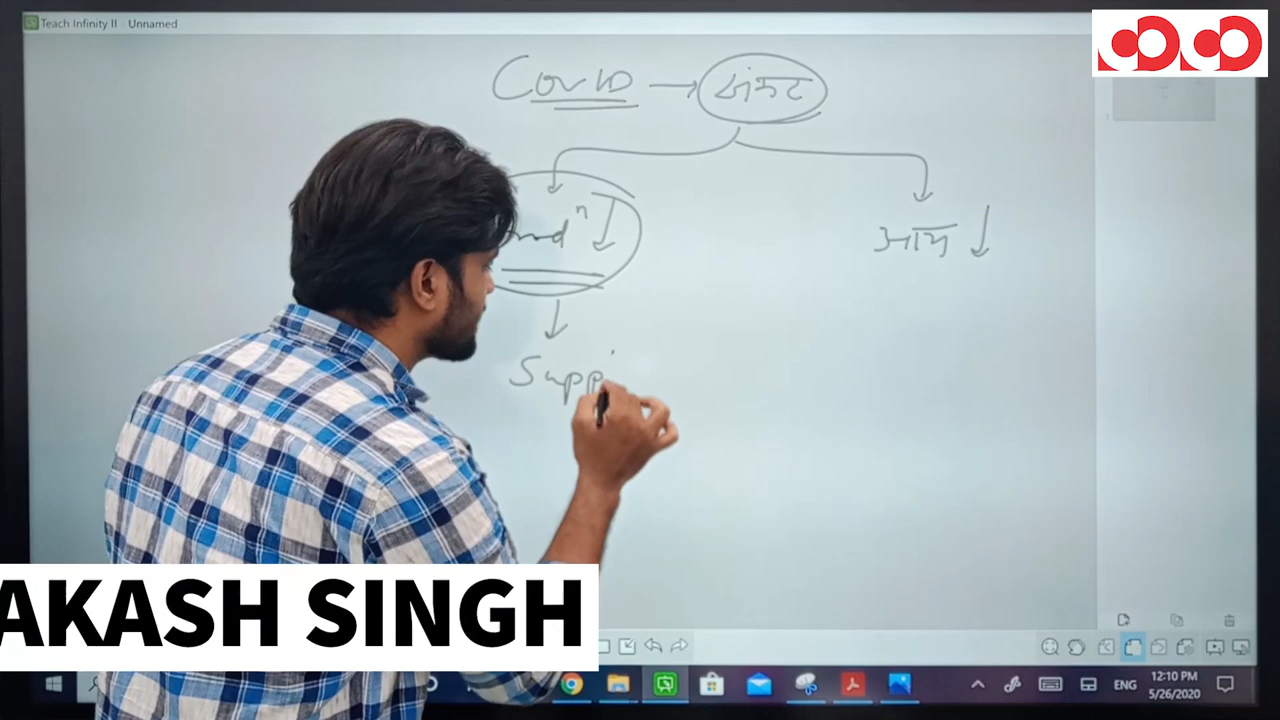 Teach Infinity II - Unnamed
COVID → संकट
n ↓
आय ↓
Supp
AKASH SINGH
ENG
12:10 PM
5/26/2020